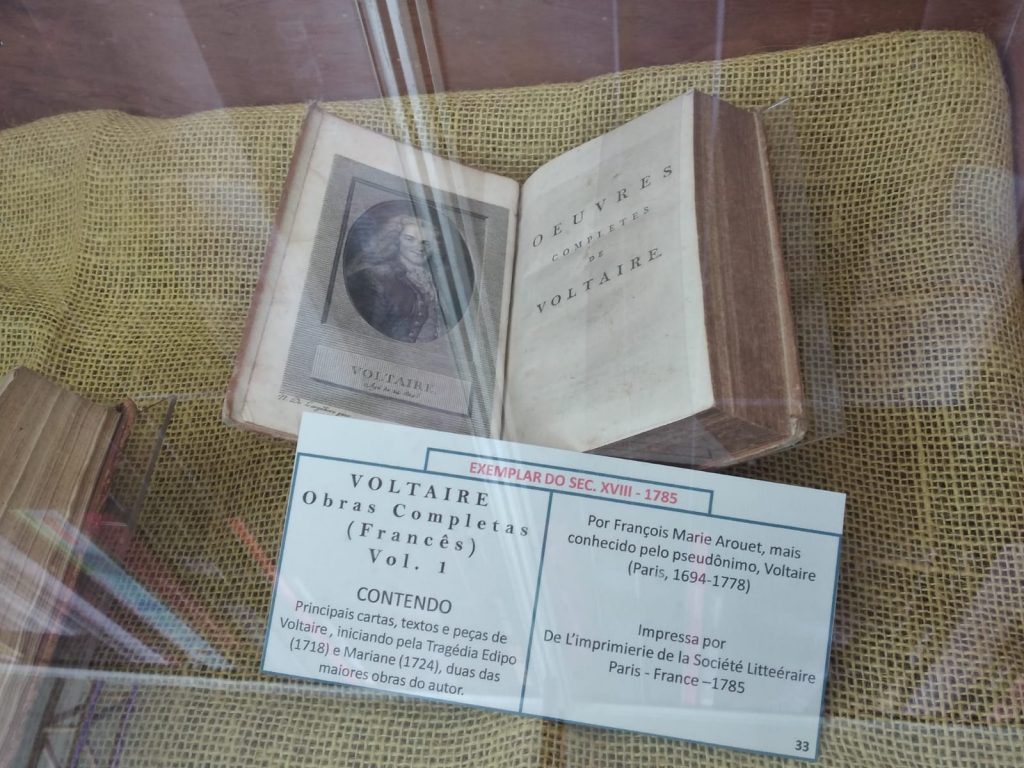 VOLTAIRE
OEUVRES
COMPLETES
DE
VOLTAIRE
EXEMPLAR DO SEC. XVIII - 1785
VOLTAIRE
Obras Completas
(Francês)
Vol. 1
CONTENDO
Principais cartas, textos e peças de
Voltaire , iniciando pela Tragédia Edipo
(1718) e Mariane (1724), duas das
maiores obras do autor.
Por François Marie Arouet, mais
conhecido pelo pseudônimo, Voltaire
(Paris, 1694-1778)
Impressa por
De L'imprimierie de la Société Litteéraire
Paris - France –1785
33